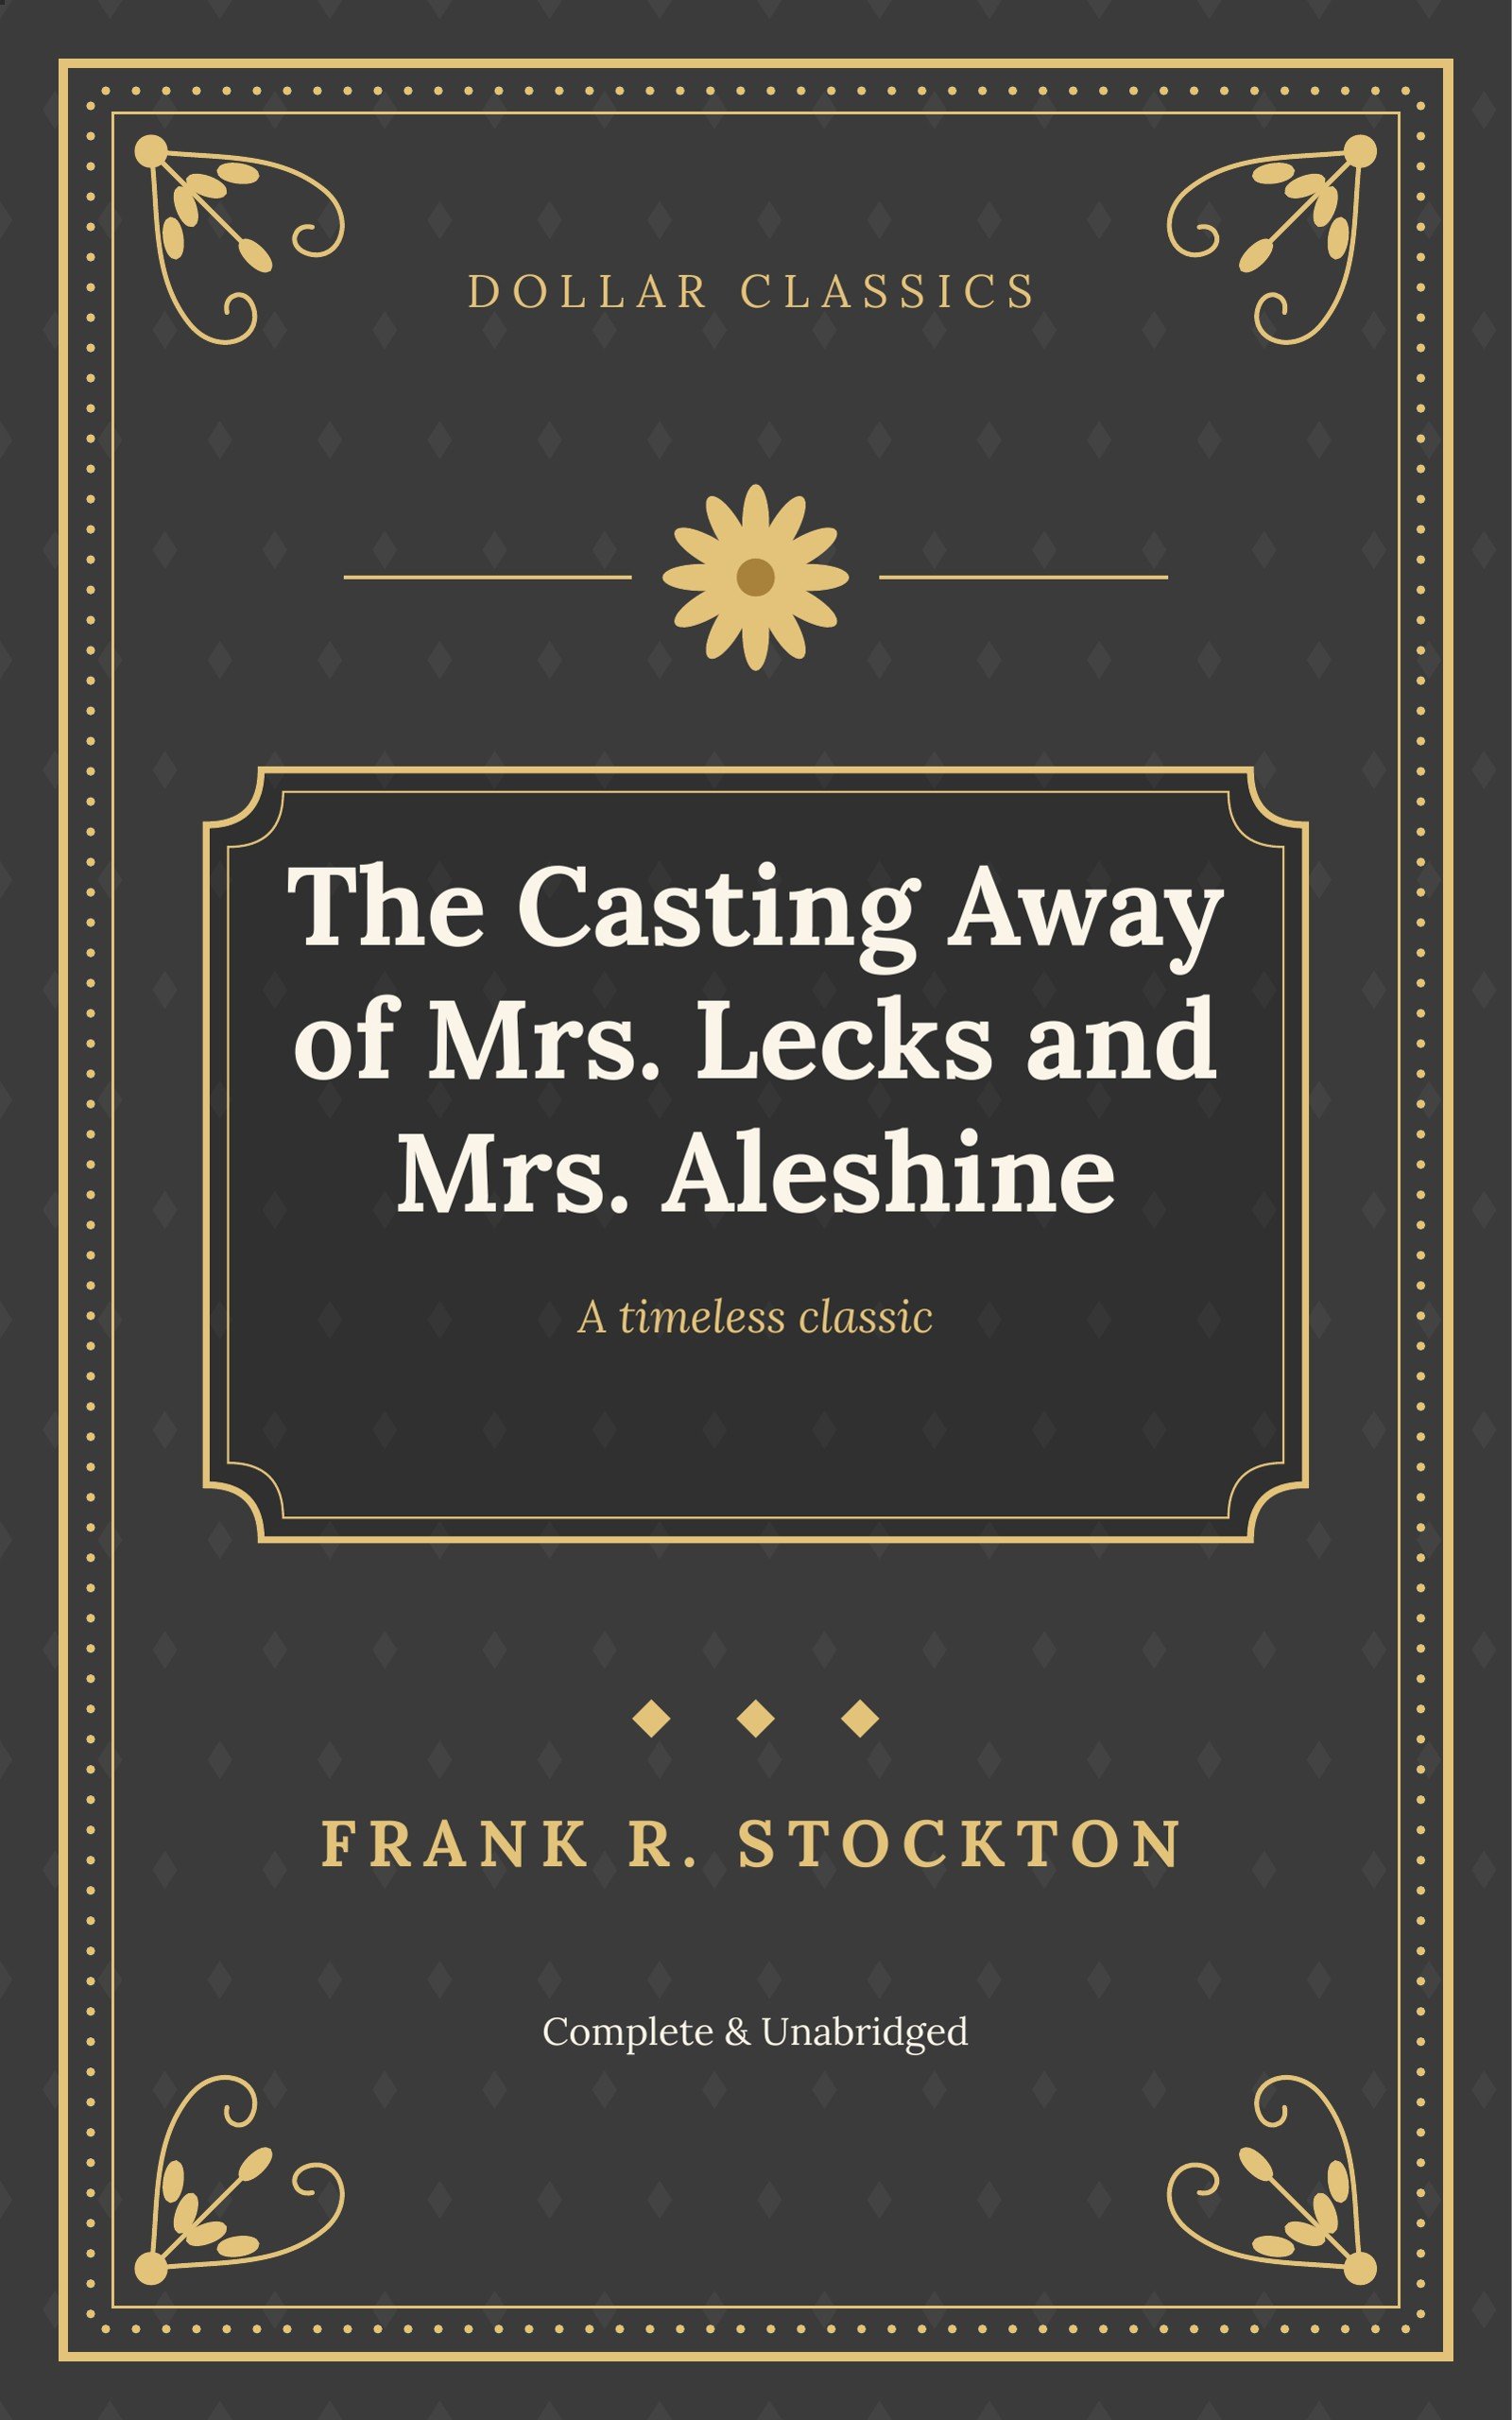 DOLLAR CLASSICS
The Casting Away
of Mrs. Lecks and
Mrs. Aleshine
A timeless classic
FRANK R. STOCKTON
Complete & Unabridged